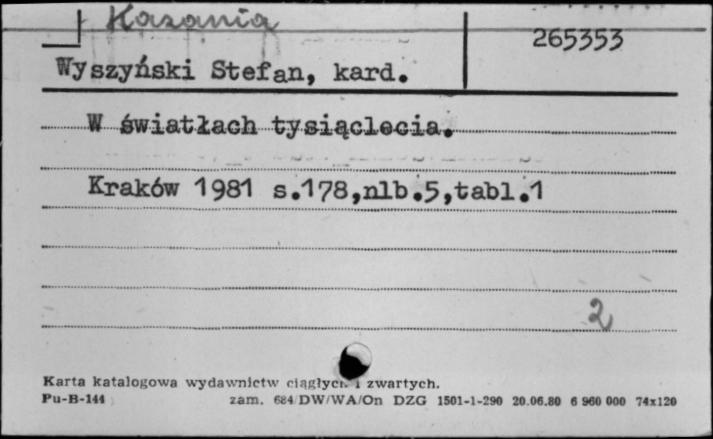 Kazania
265353
Wyszyński Stefan, kard.
W światłach tysiąclecia.
Kraków 1981 s.178,nlb.5,tabl.1
2
Karta katalogowa wydawnictw ciągłych i zwartych.
Pu-B-144 zam. 684/DW/WA/On DZG 1501-1-290 20.06.80 6 960 000 74x120